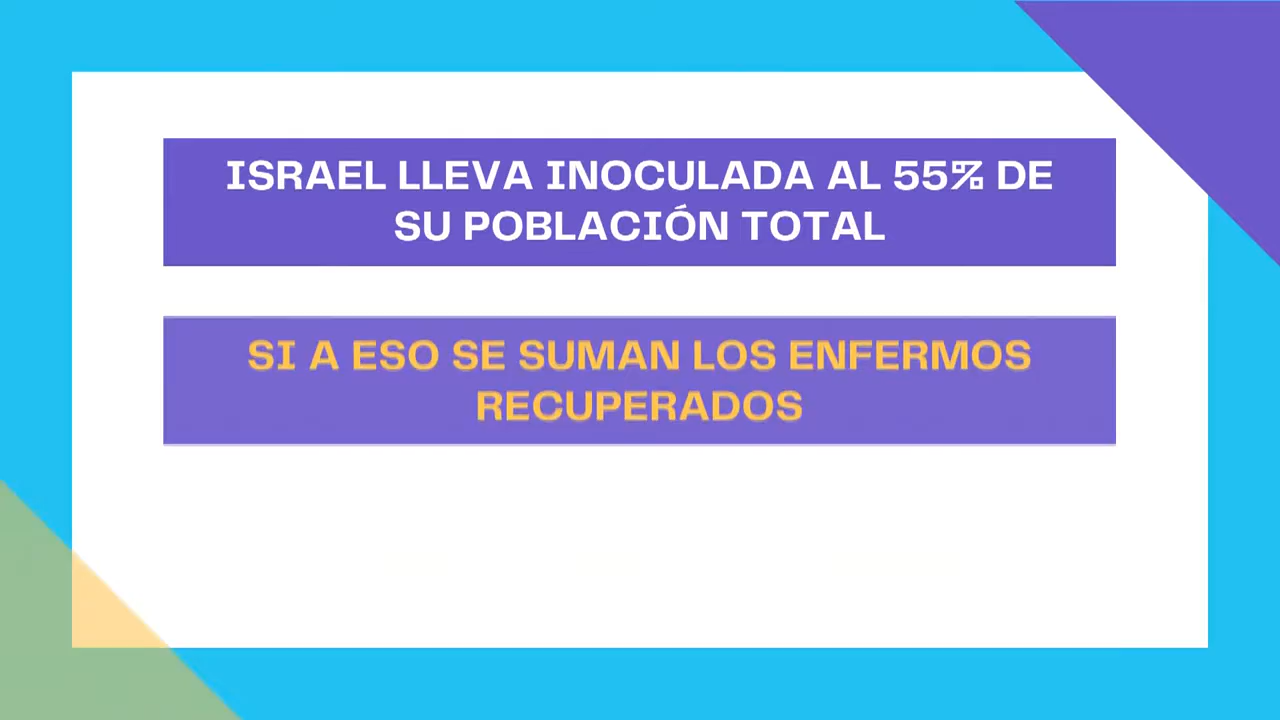 ISRAEL LLEVA INOCULADA AL 55% DE
SU POBLACIÓN TOTAL
SI A ESO SE SUMAN LOS ENFERMOS
RECUPERADOS